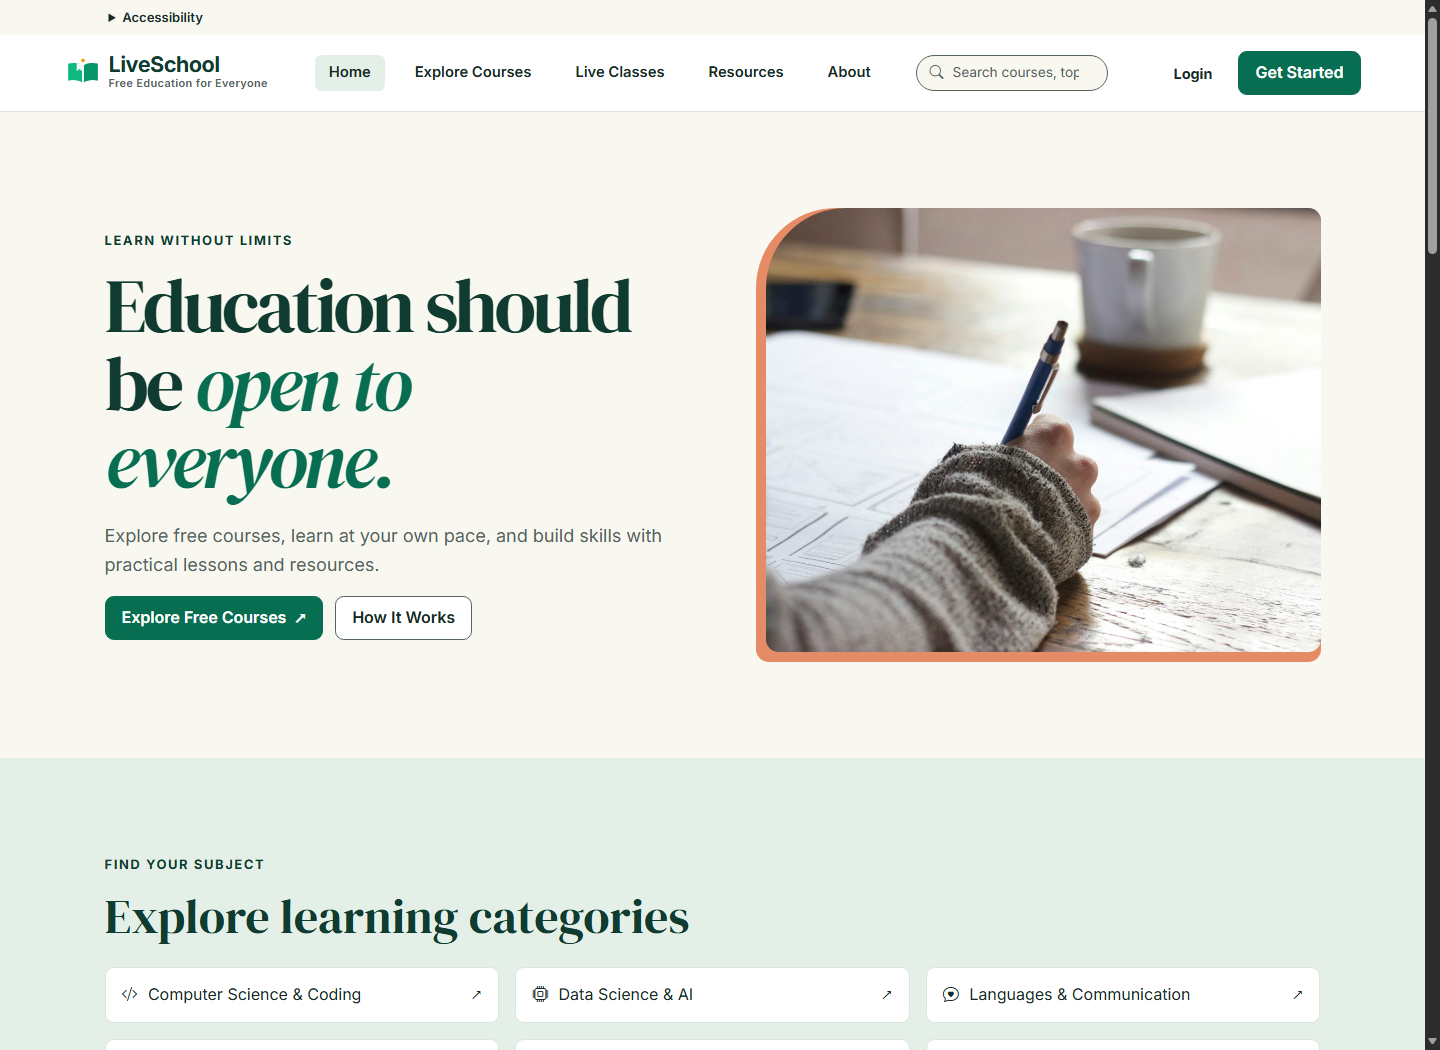 Accessibility
LiveSchool
Free Education for Everyone
Home
Explore Courses
Live Classes
Resources
About
Search courses, top
Login
Get Started
LEARN WITHOUT LIMITS
Education should
be open to
everyone.
Explore free courses, learn at your own pace, and build skills with
practical lessons and resources.
Explore Free Courses ↗
How It Works
FIND YOUR SUBJECT
Explore learning categories
Computer Science & Coding ↗
Data Science & AI ↗
Languages & Communication ↗